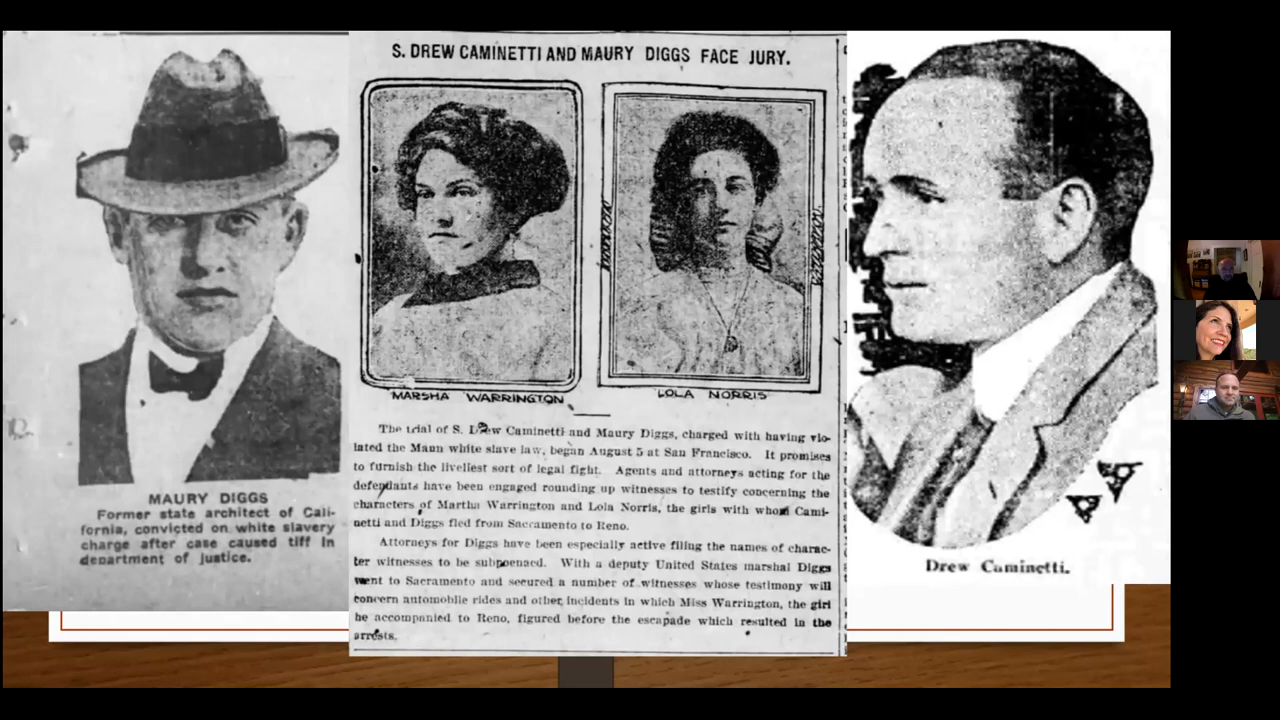 MAURY DIGGS
Former state architect of Cali-
fornia, convicted on white slavery
charge after case caused tiff in
department of justice.
S. DREW CAMINETTI AND MAURY DIGGS FACE JURY.
MARSHA WARRINGTON
LOLA NORRIS
The trial of S. Drew Caminetti and Maury Diggs, charged with having vio-
lated the Mann white slave law, began August 5 at San Francisco. It promises
to furnish the liveliest sort of legal fight. Agents and attorneys acting for the
defendants have been engaged rounding up witnesses to testify concerning the
characters of Martha Warrington and Lola Norris, the girls with whom Cami-
netti and Diggs fled from Sacramento to Reno.
Attorneys for Diggs have been especially active filing the names of charac-
ter witnesses to be subpoenaed. With a deputy United States marshal Diggs
went to Sacramento and secured a number of witnesses whose testimony will
concern automobile rides and other incidents in which Miss Warrington, the girl
he accompanied to Reno, figured before the escapade which resulted in the
arrests.
Drew Caminetti.